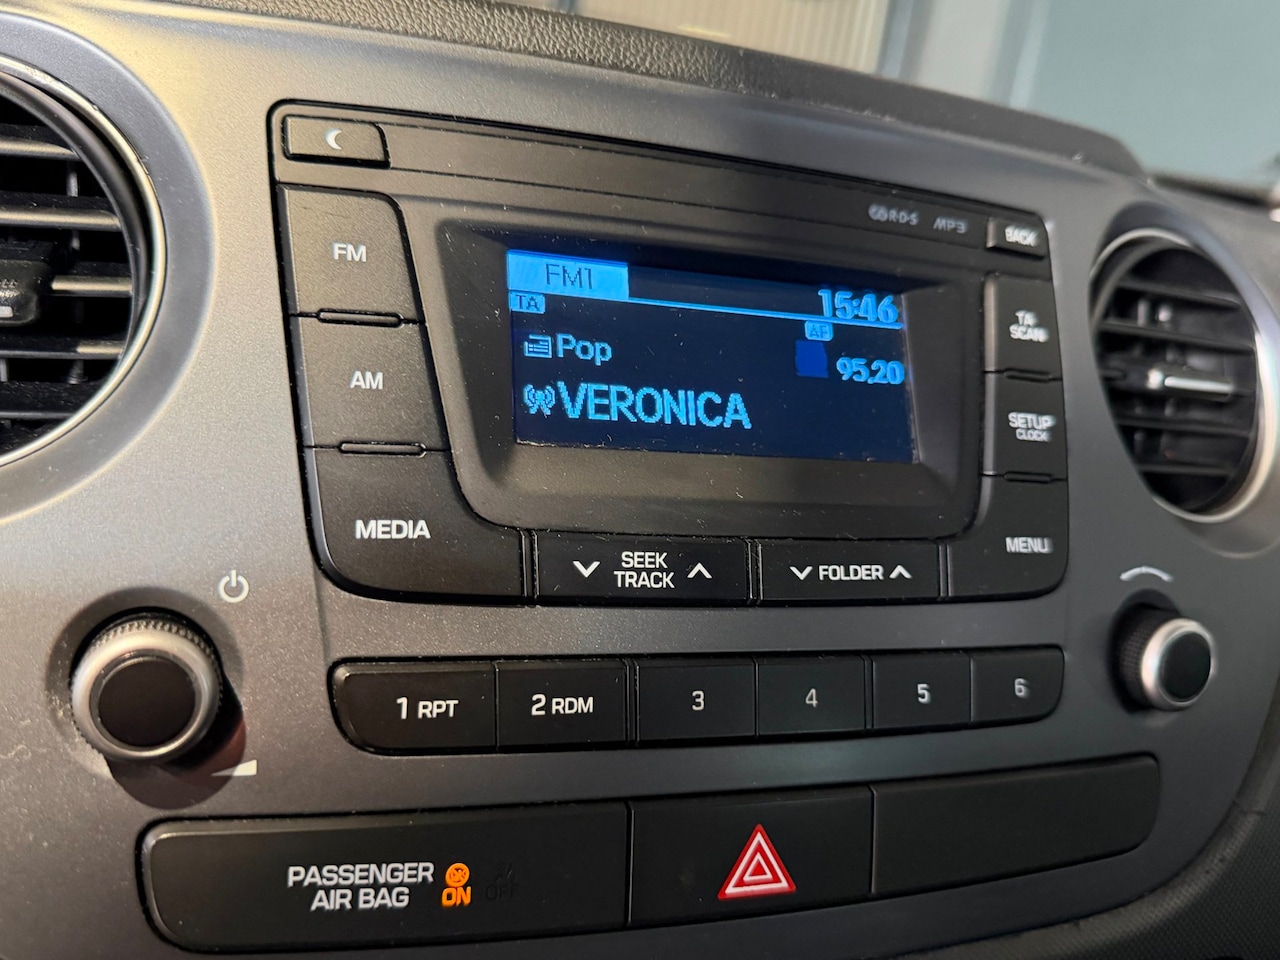 RDS MP3 BACK
FM
FM1
TA
15:46
AF
TA
SCAN
Pop
95,20
AM
VERONICA
SETUP
CLOCK
MEDIA
SEEK
TRACK
FOLDER
MENU
1 RPT
2 RDM
3
4
5
6
PASSENGER
AIR BAG
ON
OFF